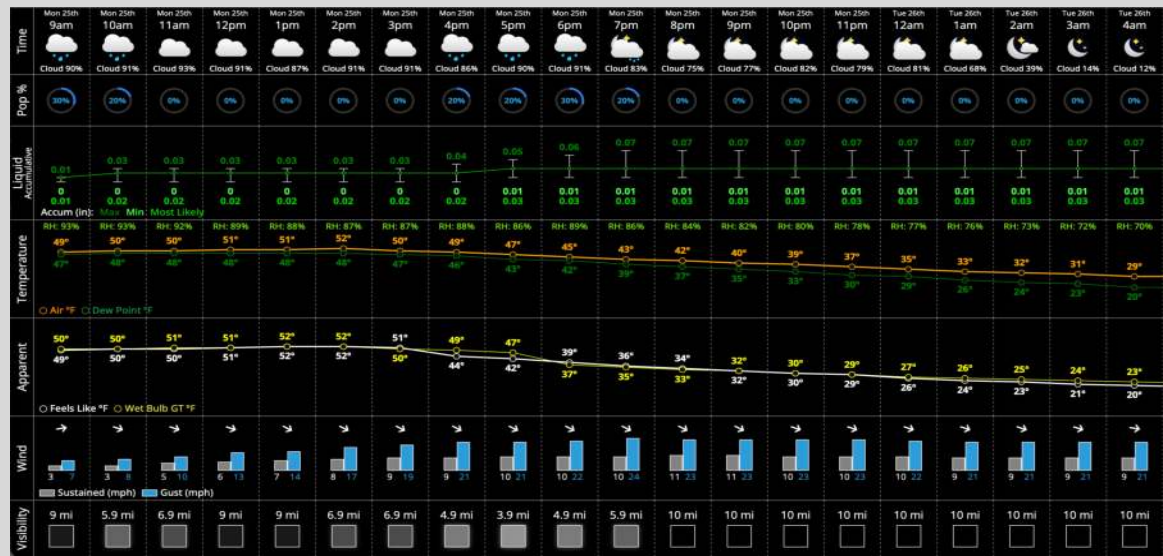 Time
Mon 25th Mon 25th Mon 25th Mon 25th Mon 25th Mon 25th Mon 25th Mon 25th Mon 25th Mon 25th Mon 25th Mon 25th Mon 25th Mon 25th Mon 25th Tue 26th Tue 26th Tue 26th Tue 26th Tue 26th
9am 10am 11am 12pm 1pm 2pm 3pm 4pm 5pm 6pm 7pm 8pm 9pm 10pm 11pm 12am 1am 2am 3am 4am
Cloud 90% Cloud 91% Cloud 93% Cloud 91% Cloud 87% Cloud 91% Cloud 91% Cloud 86% Cloud 90% Cloud 91% Cloud 83% Cloud 75% Cloud 77% Cloud 82% Cloud 79% Cloud 81% Cloud 68% Cloud 39% Cloud 14% Cloud 12%
Pop %
30% 20% 0% 0% 0% 0% 0% 20% 20% 30% 20% 0% 0% 0% 0% 0% 0% 0% 0% 0%
Liquid
Accumulative
0.01 0.03 0.03 0.03 0.03 0.03 0.03 0.04 0.05 0.06 0.07 0.07 0.07 0.07 0.07 0.07 0.07 0.07 0.07 0.07
0 0 0 0 0 0 0 0 0.01 0.01 0.01 0.01 0.01 0.01 0.01 0.01 0.01 0.01 0.01 0.01
0.01 0.02 0.02 0.02 0.02 0.02 0.02 0.02 0.03 0.03 0.03 0.03 0.03 0.03 0.03 0.03 0.03 0.03 0.03 0.03
Accum (in): Max Min Most Likely
Temperature
RH: 93% RH: 93% RH: 92% RH: 89% RH: 88% RH: 87% RH: 87% RH: 88% RH: 86% RH: 89% RH: 86% RH: 84% RH: 82% RH: 80% RH: 78% RH: 77% RH: 76% RH: 73% RH: 72% RH: 70%
49° 50° 50° 51° 51° 52° 50° 49° 47° 45° 43° 42° 40° 39° 37° 35° 33° 32° 31° 29°
47° 48° 48° 48° 48° 48° 47° 46° 43° 42° 39° 37° 35° 33° 30° 29° 26° 24° 23° 20°
Air °F Dew Point °F
Apparent
50° 50° 51° 51° 52° 52° 51° 49° 47° 39° 36° 34° 32° 30° 29° 27° 26° 25° 24° 23°
49° 50° 50° 51° 52° 52° 50° 44° 42° 37° 35° 33° 32° 30° 29° 26° 24° 23° 21° 20°
Feels Like °F Wet Bulb GT °F
Wind
3 7 3 8 5 10 6 13 7 14 8 17 9 19 9 21 10 21 10 22 10 24 11 23 11 23 10 23 10 23 10 22 9 21 9 21 9 21 9 21
Sustained (mph) Gust (mph)
Visibility
9 mi 5.9 mi 6.9 mi 9 mi 9 mi 6.9 mi 6.9 mi 4.9 mi 3.9 mi 4.9 mi 5.9 mi 10 mi 10 mi 10 mi 10 mi 10 mi 10 mi 10 mi 10 mi 10 mi